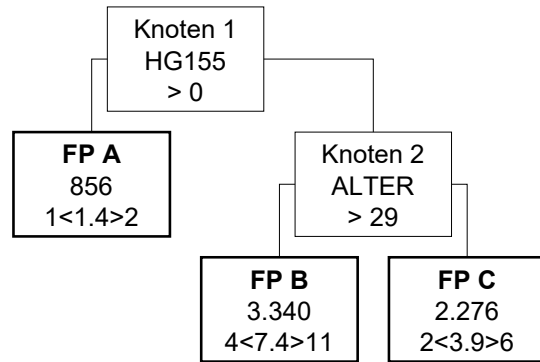 Knoten 1
HG155
> 0
FP A
856
1<1.4>2
Knoten 2
ALTER
> 29
FP B
3.340
4<7.4>11
FP C
2.276
2<3.9>6